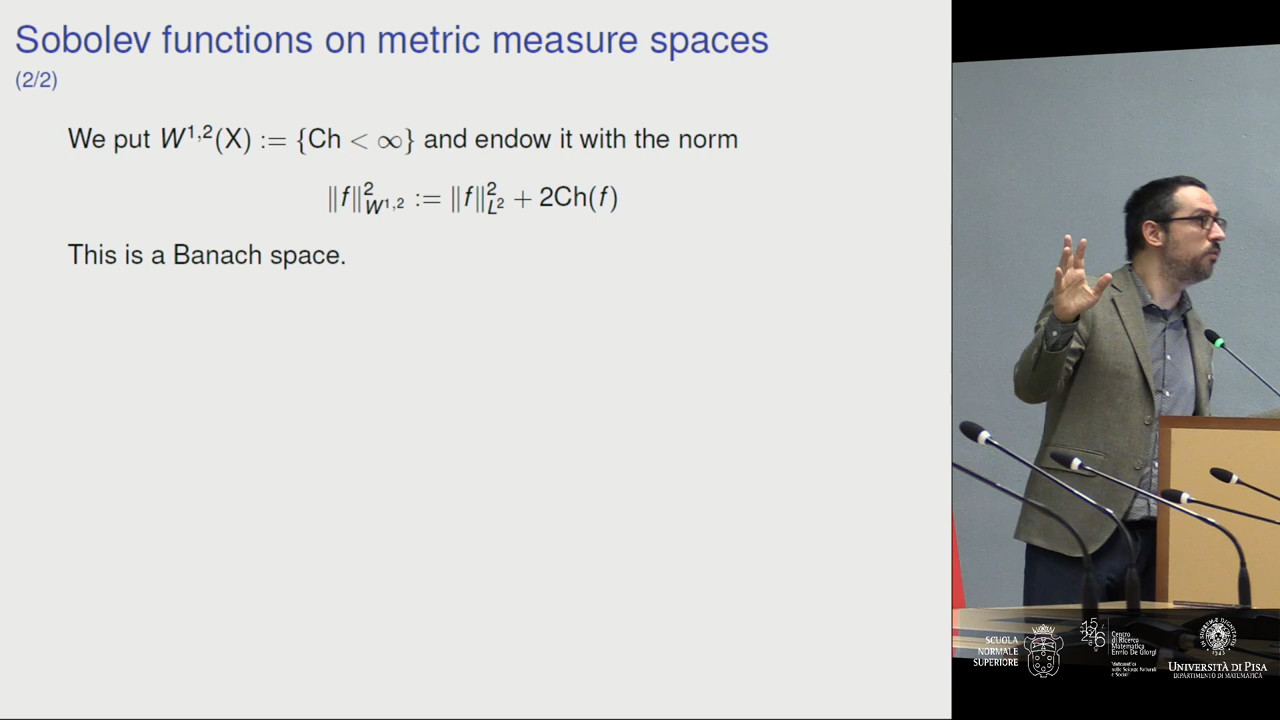 Sobolev functions on metric measure spaces
(2/2)
We put W^{1,2}(X) := {Ch < ∞} and endow it with the norm
‖f‖²_{W^{1,2}} := ‖f‖²_{L²} + 2Ch(f)
This is a Banach space.
SCUOLA
NORMALE
SUPERIORE
Centro
di Ricerca
Matematica
Ennio De Giorgi
UNIVERSITÀ DI PISA
DIPARTIMENTO DI MATEMATICA